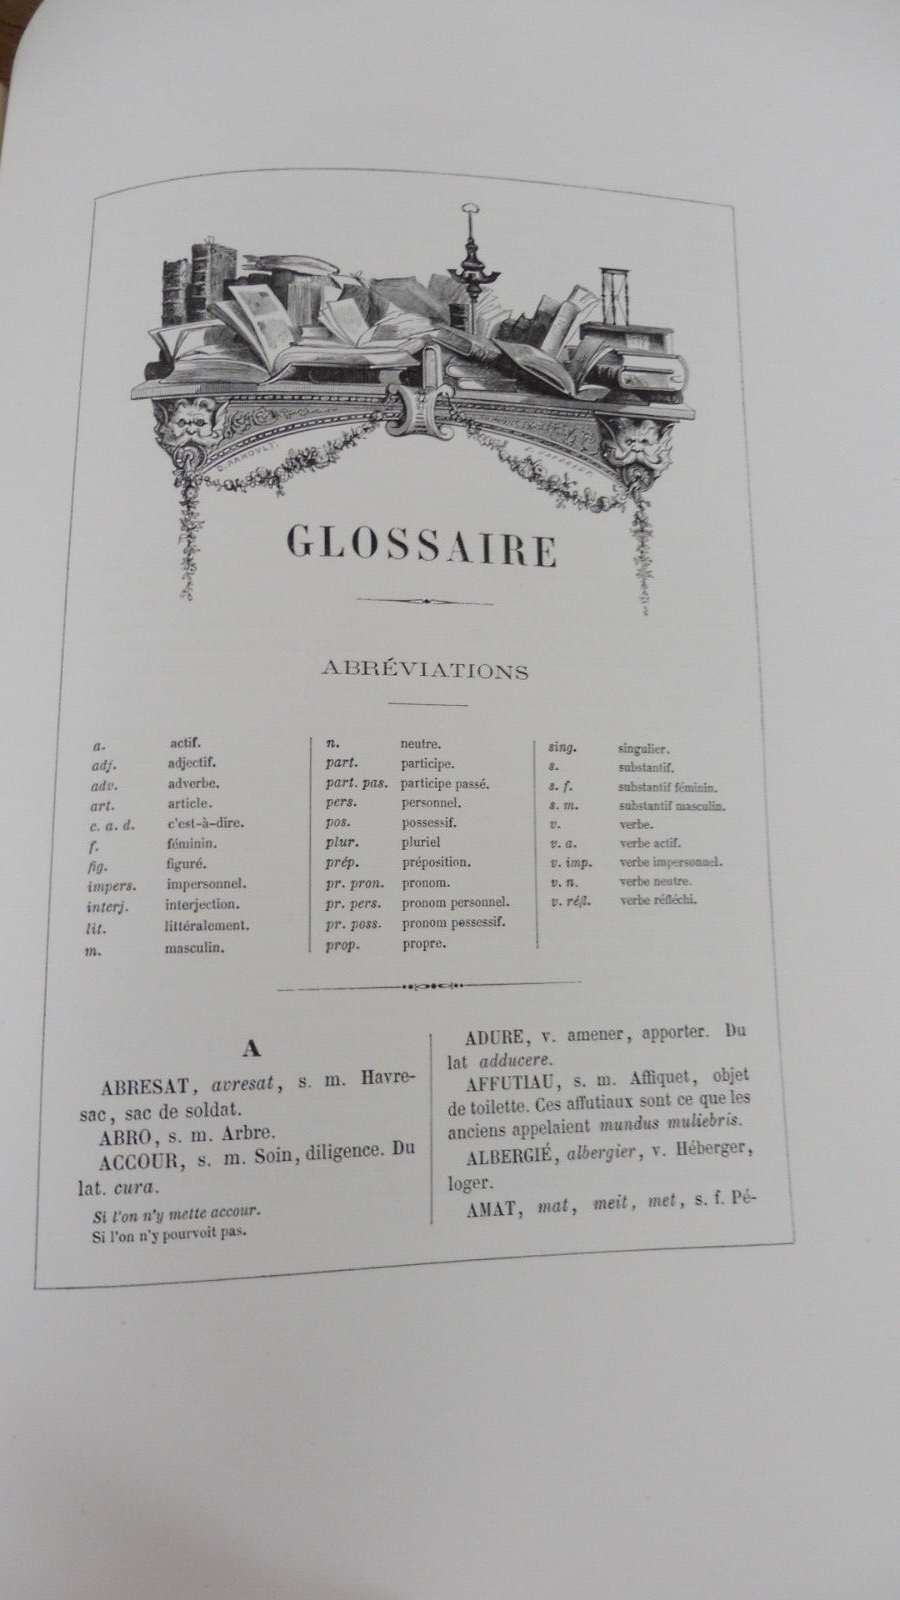 D. RAHOULT.
GLOSSAIRE
ABRÉVIATIONS
a. actif.
adj. adjectif.
adv. adverbe.
art. article.
c. a. d. c'est-à-dire.
f. féminin.
fig. figuré.
impers. impersonnel.
interj. interjection.
lit. littéralement.
m. masculin.
n. neutre.
part. participe.
part. pas. participe passé.
pers. personnel.
pos. possessif.
plur. pluriel
prép. préposition.
pr. pron. pronom.
pr. pers. pronom personnel.
pr. poss. pronom possessif.
prop. propre.
sing. singulier.
s. substantif.
s. f. substantif féminin.
s. m. substantif masculin.
v. verbe.
v. a. verbe actif.
v. imp. verbe impersonnel.
v. n. verbe neutre.
v. réfl. verbe réfléchi.
A
ABRESAT, avresat, s. m. Havre-
sac, sac de soldat.
ABRO, s. m. Arbre.
ACCOUR, s. m. Soin, diligence. Du
lat. cura.
Si l'on n'y mette accour.
Si l'on n'y pourvoit pas.
ADURE, v. amener, apporter. Du
lat adducere.
AFFUTIAU, s. m. Affiquet, objet
de toilette. Ces affutiaux sont ce que les
anciens appelaient mundus muliebris.
ALBERGIÉ, albergier, v. Héberger,
loger.
AMAT, mat, meit, met, s. f. Pé-